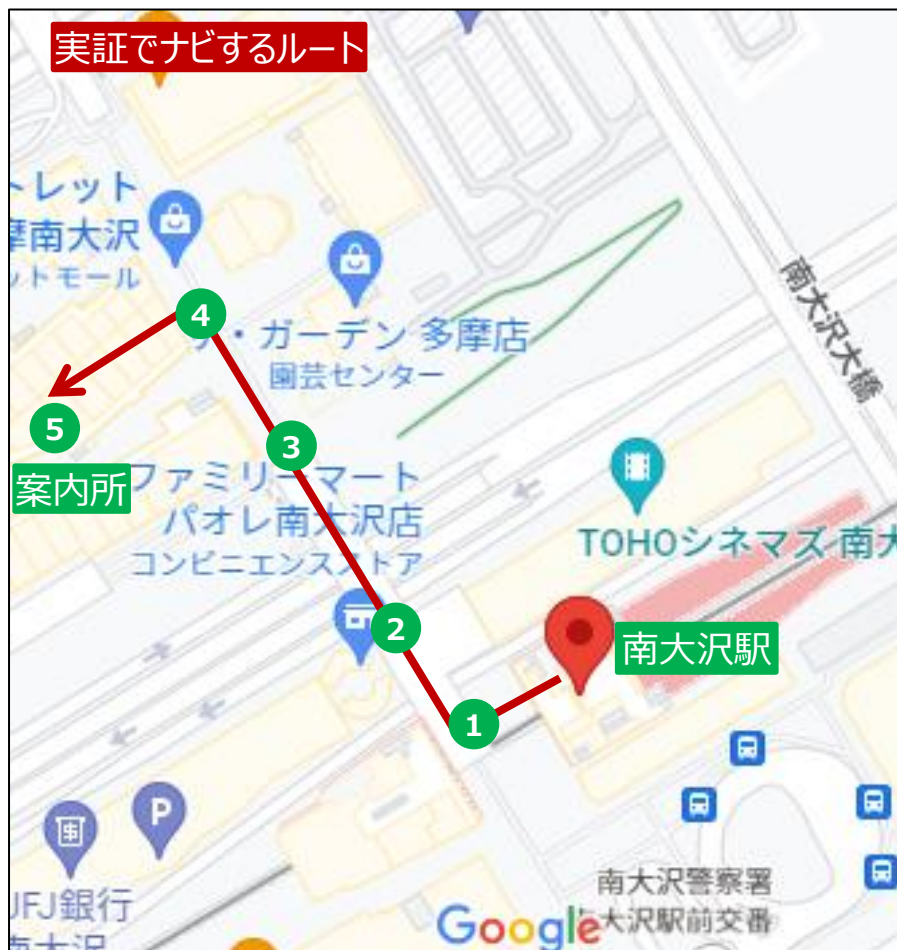 実証でナビするルート
トレット
摩南大沢
ットモール
4
ザ・ガーデン 多摩店
園芸センター
南大沢大橋
5
案内所
3
ファミリーマート
パオレ南大沢店
コンビニエンスストア
TOHOシネマズ 南大
2
南大沢駅
1
P
UFJ銀行
南大沢
南大沢警察署
大沢駅前交番
Google